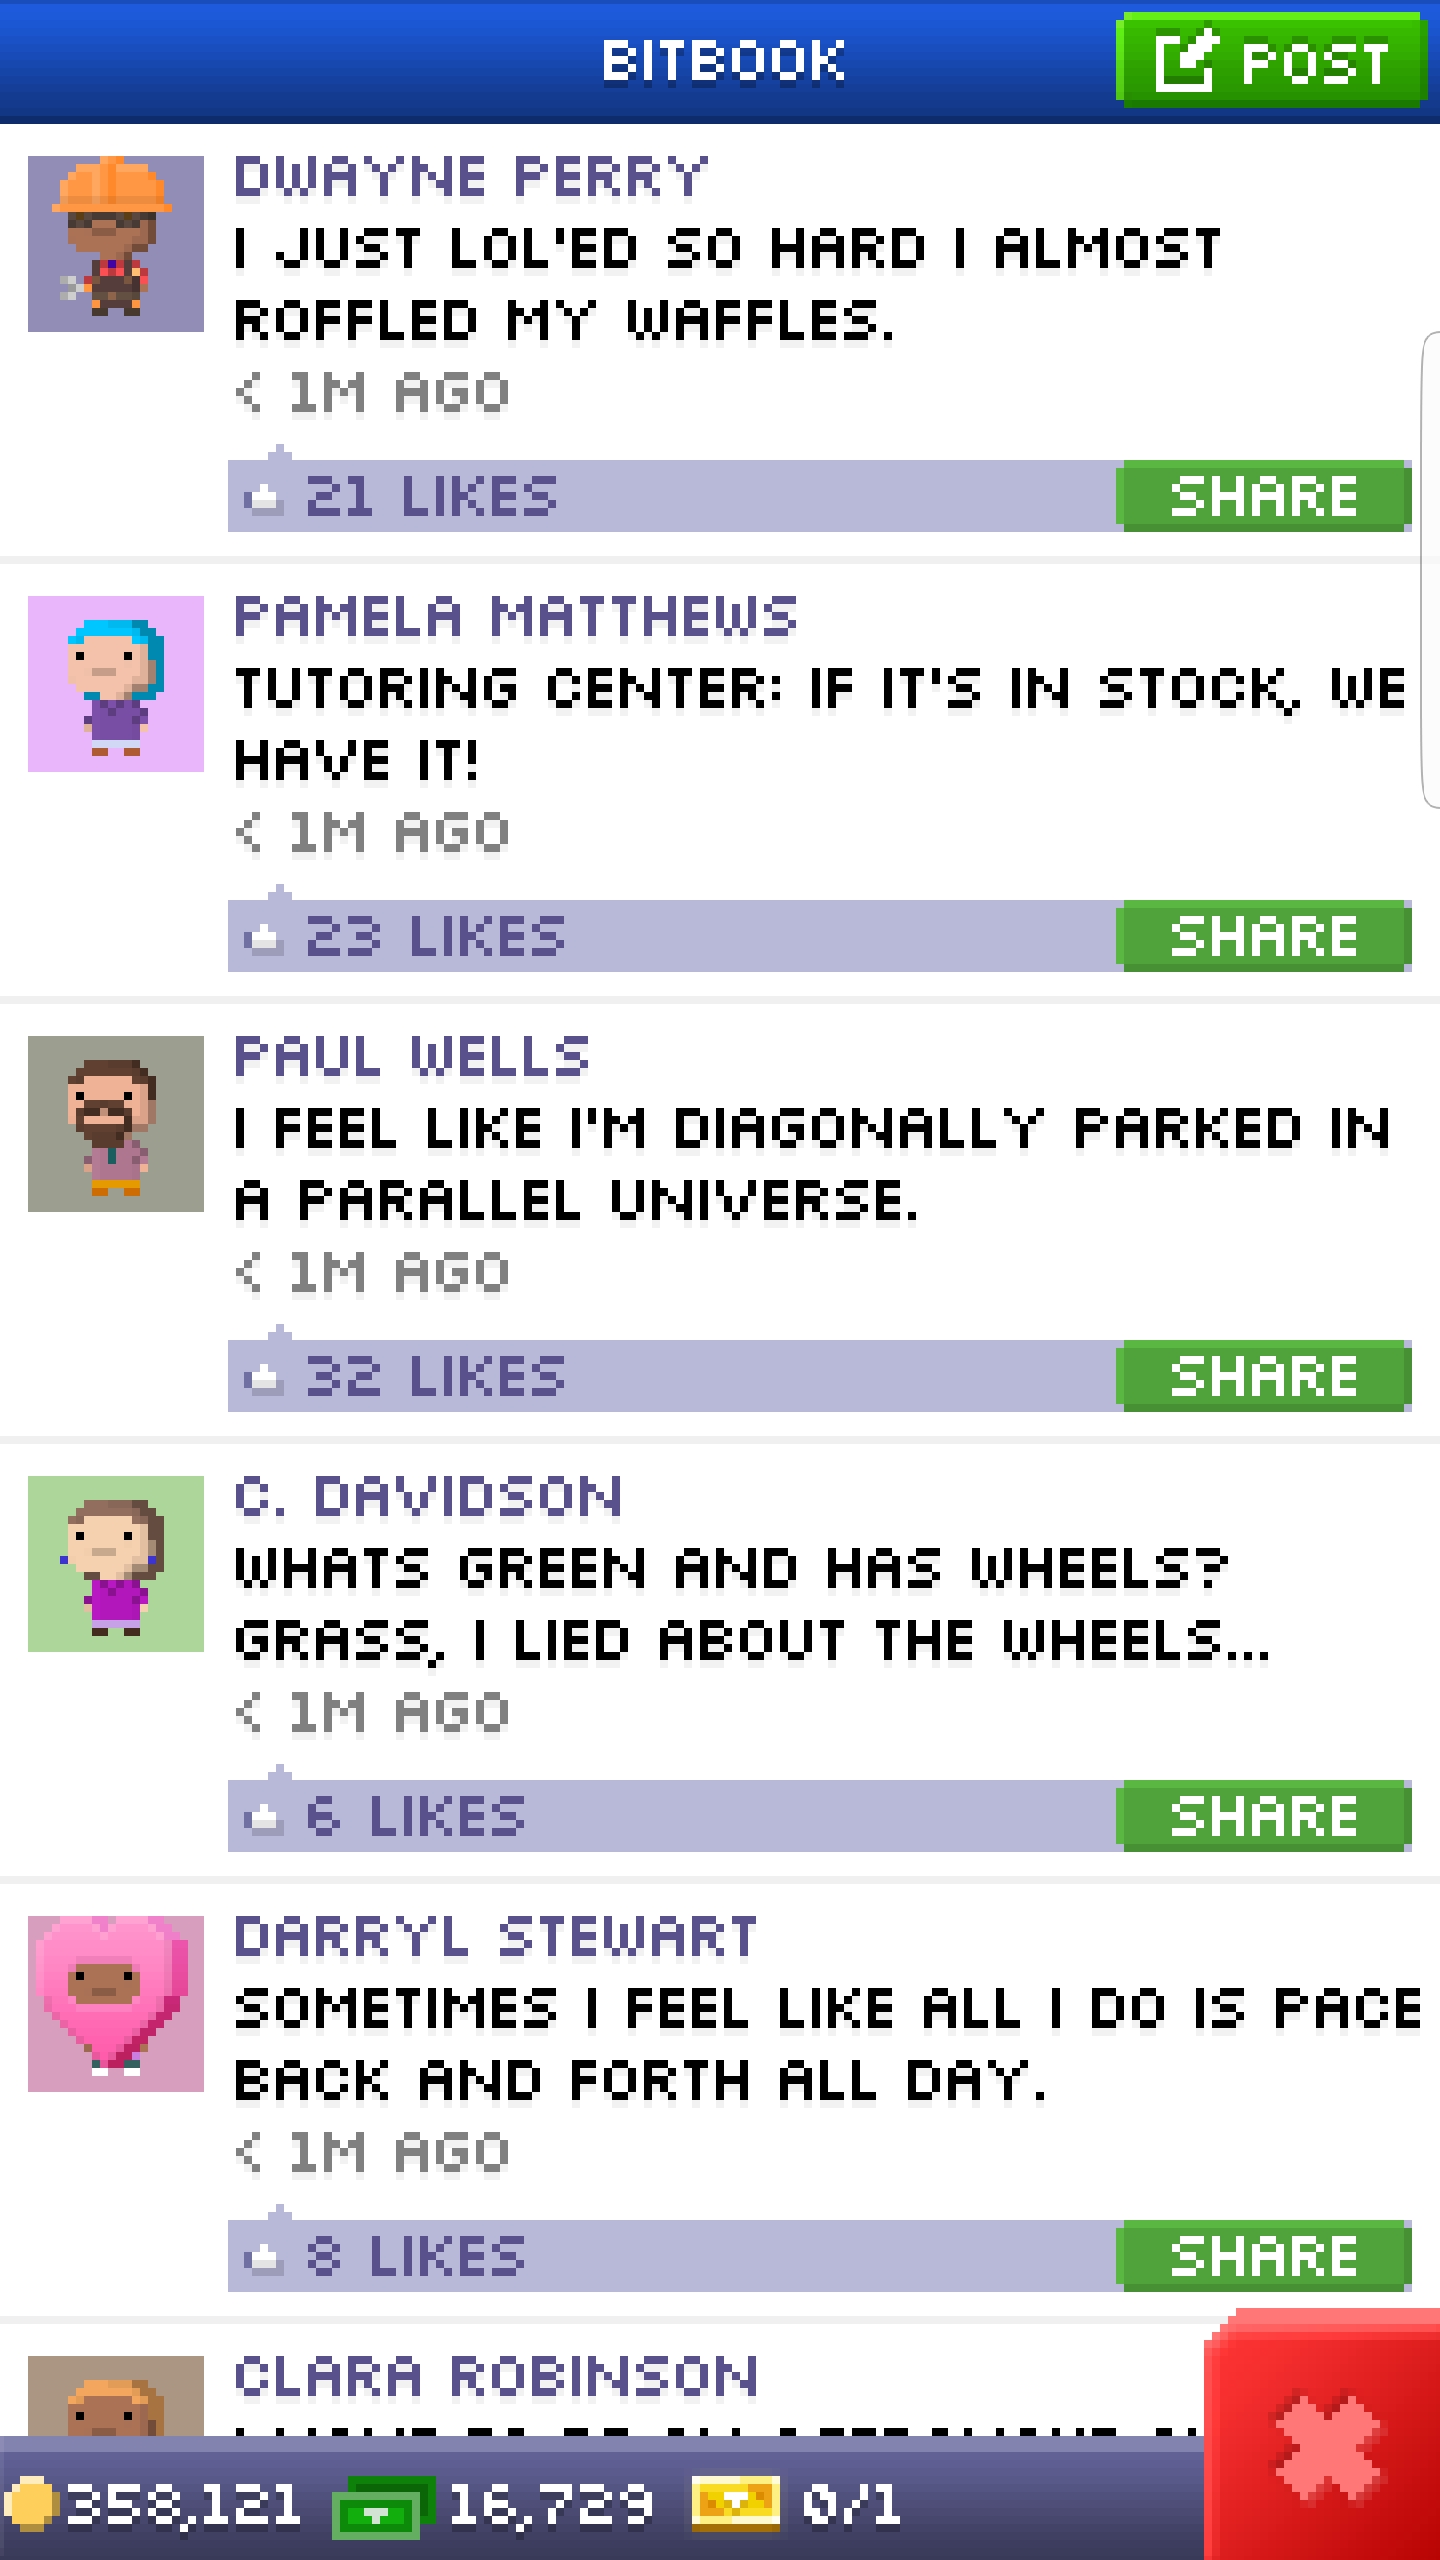 BITBOOK
POST
DWAYNE PERRY
I JUST LOL'ED SO HARD I ALMOST
ROFFLED MY WAFFLES.
< 1M AGO
21 LIKES
SHARE
PAMELA MATTHEWS
TUTORING CENTER: IF IT'S IN STOCK, WE
HAVE IT!
< 1M AGO
23 LIKES
SHARE
PAUL WELLS
I FEEL LIKE I'M DIAGONALLY PARKED IN
A PARALLEL UNIVERSE.
< 1M AGO
32 LIKES
SHARE
C. DAVIDSON
WHATS GREEN AND HAS WHEELS?
GRASS, I LIED ABOUT THE WHEELS...
< 1M AGO
6 LIKES
SHARE
DARRYL STEWART
SOMETIMES I FEEL LIKE ALL I DO IS PACE
BACK AND FORTH ALL DAY.
< 1M AGO
8 LIKES
SHARE
CLARA ROBINSON
358,121 16,729 0/1